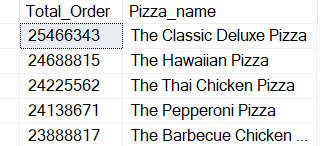 Total_Order Pizza_name
25466343 The Classic Deluxe Pizza
24688815 The Hawaiian Pizza
24225562 The Thai Chicken Pizza
24138671 The Pepperoni Pizza
23888817 The Barbecue Chicken ...